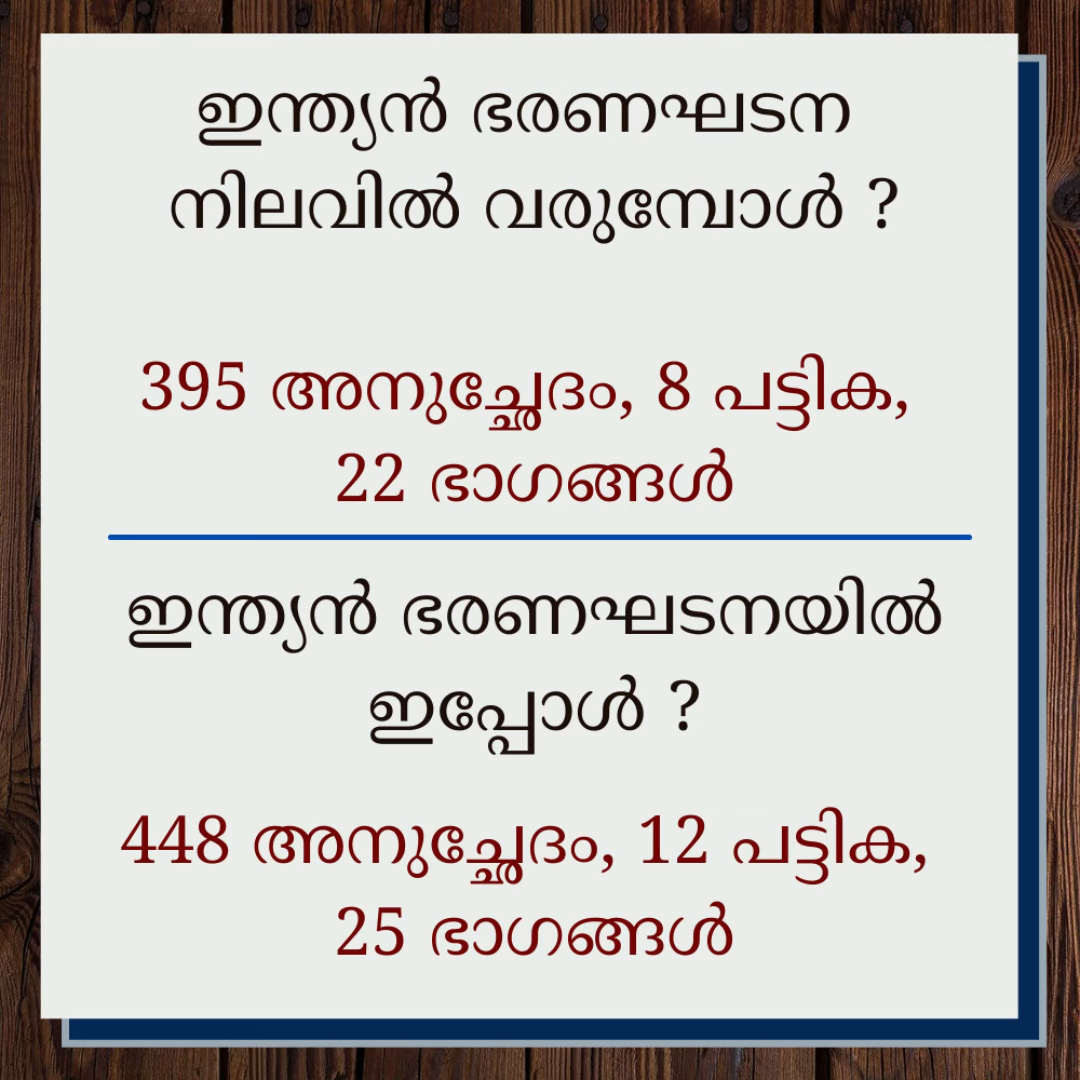 ഇന്ത്യൻ ഭരണഘടന
നിലവിൽ വരുമ്പോൾ ?
395 അനുച്ഛേദം, 8 പട്ടിക,
22 ഭാഗങ്ങൾ
ഇന്ത്യൻ ഭരണഘടനയിൽ
ഇപ്പോൾ ?
448 അനുച്ഛേദം, 12 പട്ടിക,
25 ഭാഗങ്ങൾ